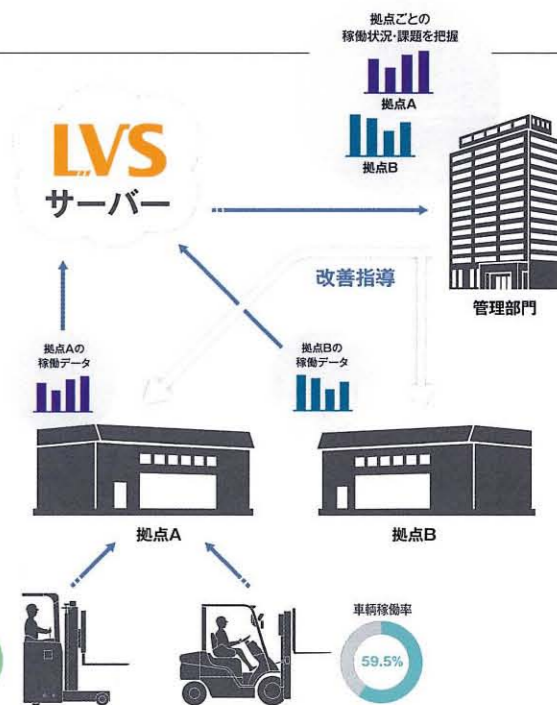 拠点ごとの
稼働状況・課題を把握
拠点A
拠点B
LVS
サーバー
改善指導
管理部門
拠点Aの
稼働データ
拠点Bの
稼働データ
拠点A
拠点B
車輌稼働率
59.5%